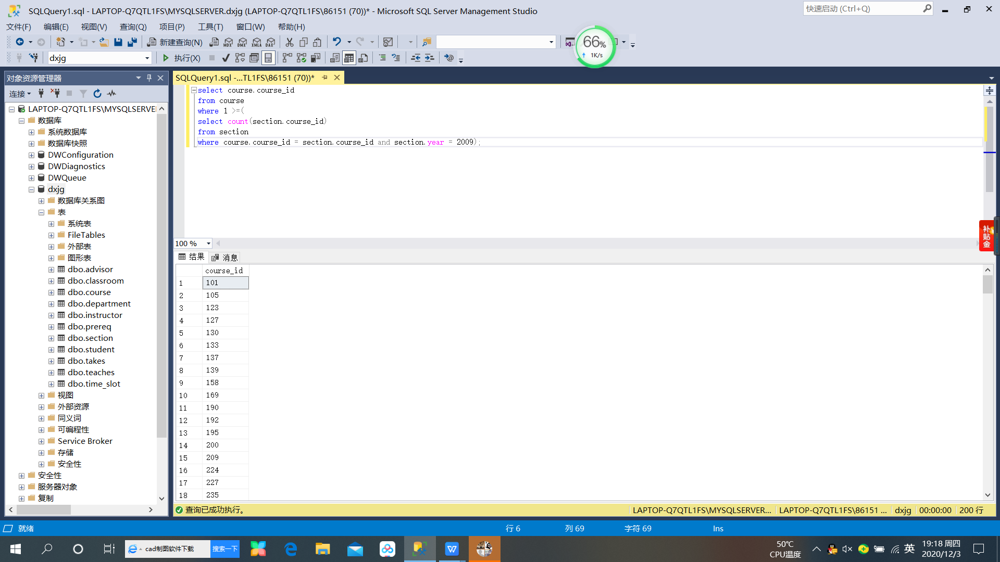 SQLQuery1.sql - LAPTOP-Q7QTL1FS\MYSQLSERVER.dxjg (LAPTOP-Q7QTL1FS\86151 (70))* - Microsoft SQL Server Management Studio
快速启动 (Ctrl+Q)
文件(F) 编辑(E) 视图(V) 查询(Q) 项目(P) 工具(T) 窗口(W) 帮助(H)
新建查询(N) MDX DMX XMLA DAX
66%
1K/s
dxjg 执行(X)
对象资源管理器
连接
LAPTOP-Q7QTL1FS\MYSQLSERVE
数据库
系统数据库
数据库快照
DWConfiguration
DWDiagnostics
DWQueue
dxjg
数据库关系图
表
系统表
FileTables
外部表
图形表
dbo.advisor
dbo.classroom
dbo.course
dbo.department
dbo.instructor
dbo.prereq
dbo.section
dbo.student
dbo.takes
dbo.teaches
dbo.time_slot
视图
外部资源
同义词
可编程性
Service Broker
存储
安全性
安全性
服务器对象
复制
SQLQuery1.sql -...TL1FS\86151 (70))*
select course.course_id
from course
where 1 >=(
select count(section.course_id)
from section
where course.course_id = section.course_id and section.year = 2009);
补贴金
100 %
结果 消息
course_id
1 101
2 105
3 123
4 127
5 130
6 133
7 137
8 139
9 158
10 169
11 190
12 192
13 195
14 200
15 209
16 224
17 227
18 235
查询已成功执行。 LAPTOP-Q7QTL1FS\MYSQLSERVER... LAPTOP-Q7QTL1FS\86151 ... dxjg 00:00:00 200 行
就绪 行 6 列 69 字符 69 Ins
cad制图软件下载 搜索一下
50℃
CPU温度
英
19:18 周四
2020/12/3